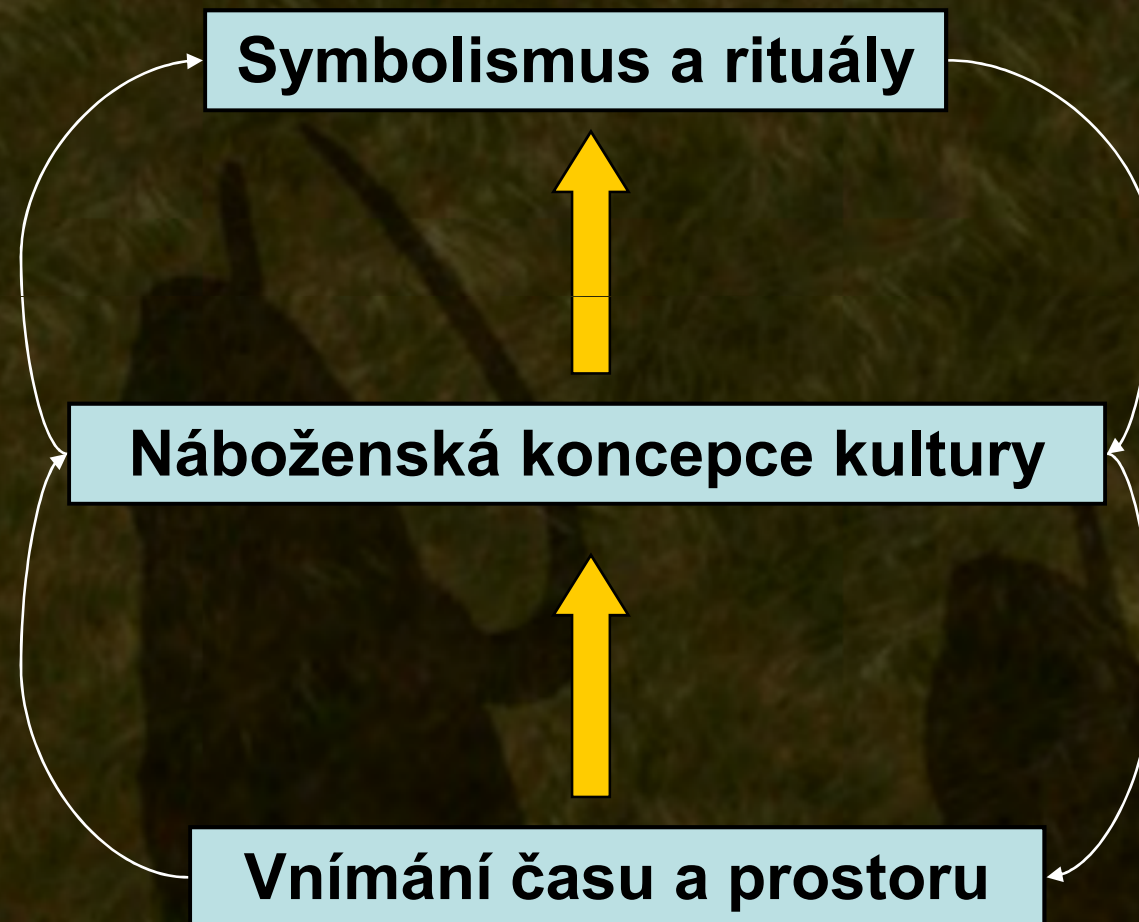 Symbolismus a rituály
Náboženská koncepce kultury
Vnímání času a prostoru